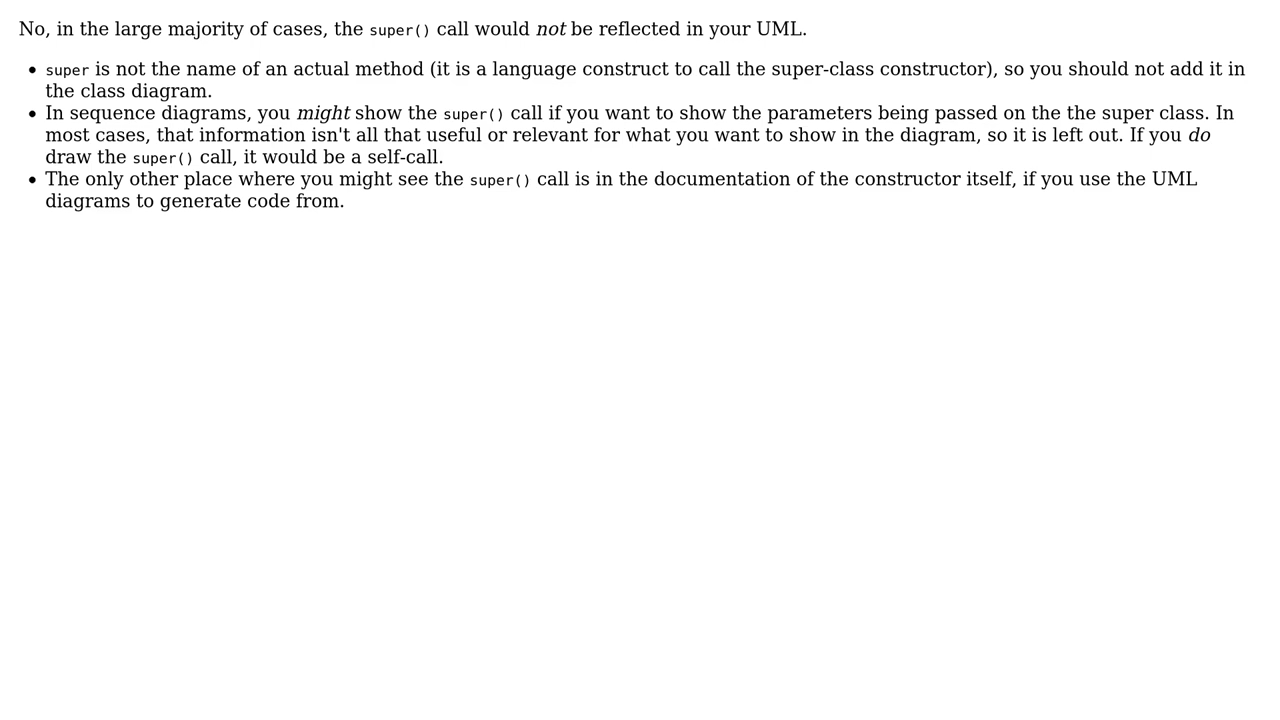 No, in the large majority of cases, the super() call would not be reflected in your UML.
• super is not the name of an actual method (it is a language construct to call the super-class constructor), so you should not add it in
the class diagram.
• In sequence diagrams, you might show the super() call if you want to show the parameters being passed on the the super class. In
most cases, that information isn't all that useful or relevant for what you want to show in the diagram, so it is left out. If you do
draw the super() call, it would be a self-call.
• The only other place where you might see the super() call is in the documentation of the constructor itself, if you use the UML
diagrams to generate code from.